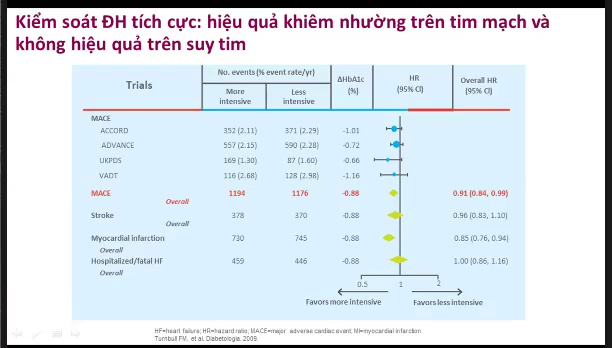 Kiểm soát ĐH tích cực: hiệu quả khiêm nhường trên tim mạch và
không hiệu quả trên suy tim
Trials
No. events (% event rate/yr)
More intensive
Less intensive
ΔHbA1c (%)
HR (95% CI)
Overall HR (95% CI)
MACE
ACCORD 352 (2.11) 371 (2.29) -1.01
ADVANCE 557 (2.15) 590 (2.28) -0.72
UKPDS 169 (1.30) 87 (1.60) -0.66
VADT 116 (2.68) 128 (2.98) -1.16
MACE 1194 1176 -0.88 0.91 (0.84, 0.99)
Overall
Stroke 378 370 -0.88 0.96 (0.83, 1.10)
Overall
Myocardial infarction 730 745 -0.88 0.85 (0.76, 0.94)
Overall
Hospitalized/fatal HF 459 446 -0.88 1.00 (0.86, 1.16)
Overall
0.5 1 2
Favors more intensive Favors less intensive
HF=heart failure; HR=hazard ratio; MACE=major adverse cardiac event; MI=myocardial infarction.
Turnbull FM, et al. Diabetologia. 2009.